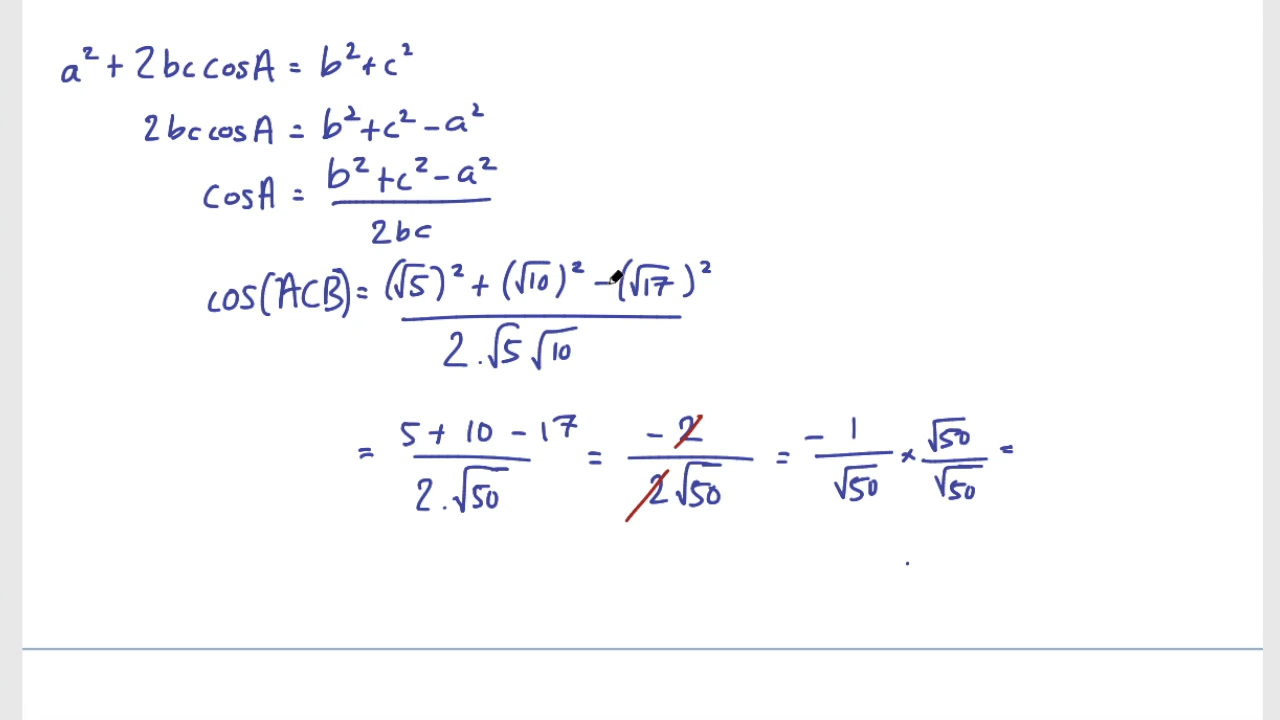 a² + 2bc cosA = b² + c²
2bc cosA = b² + c² - a²
cosA = (b² + c² - a²) / 2bc
cos(ACB) = ((√5)² + (√10)² - (√17)²) / (2.√5 √10)
= (5 + 10 - 17) / (2.√50) = -2 / (2√50) = -1/√50 × √50/√50 =